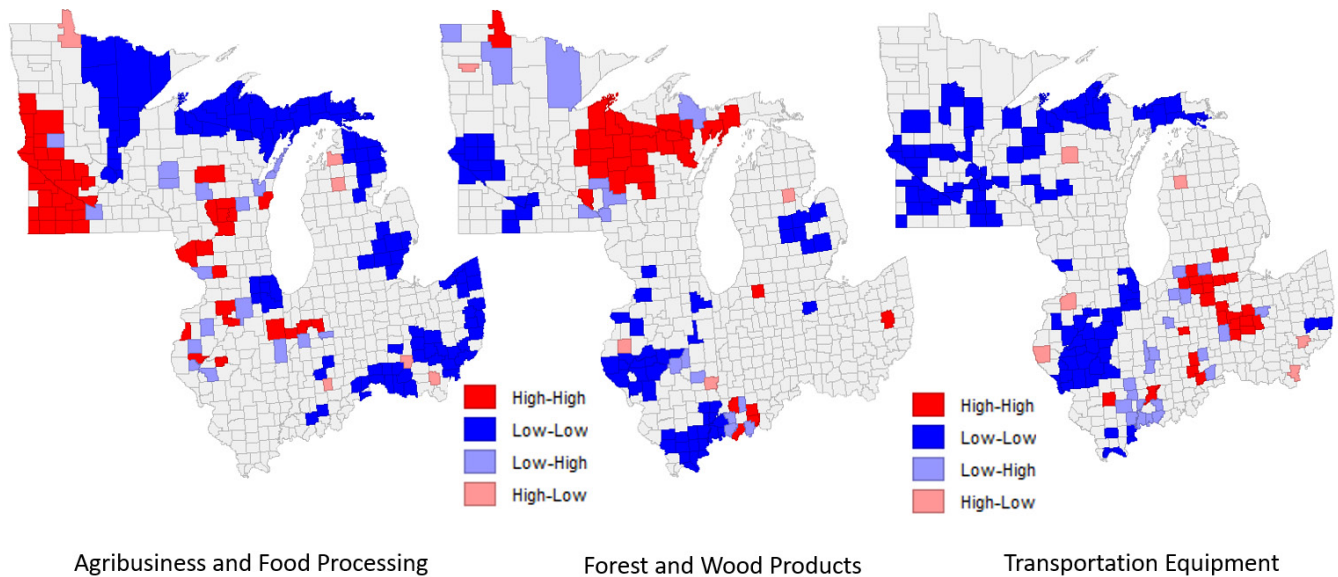 High-High
Low-Low
Low-High
High-Low
High-High
Low-Low
Low-High
High-Low
Agribusiness and Food Processing
Forest and Wood Products
Transportation Equipment